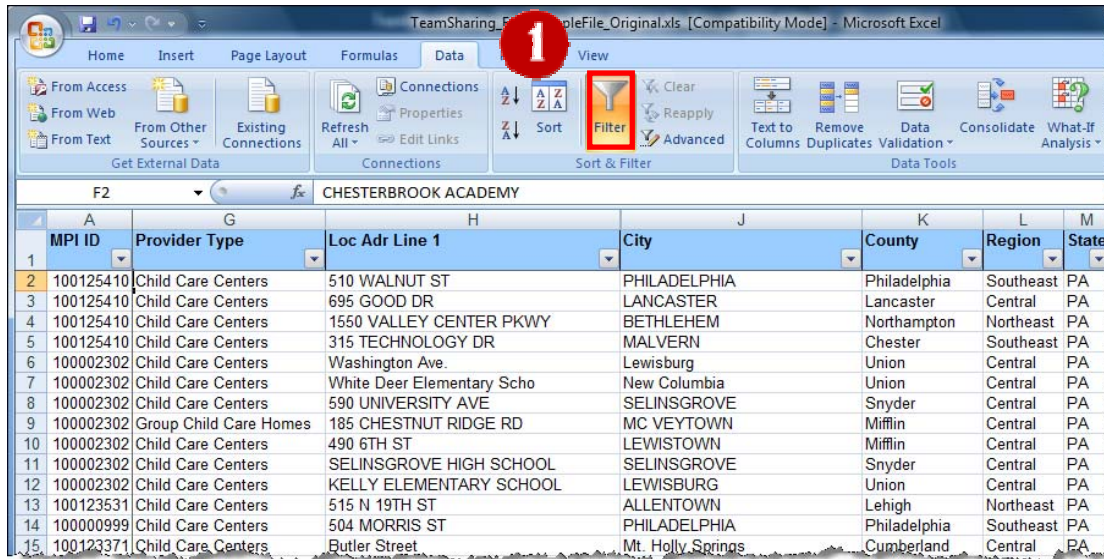 TeamSharing_ pleFile_Original.xls [Compatibility Mode] - Microsoft Excel
1
Home Insert Page Layout Formulas Data View
From Access
From Web
From Text
From Other Sources
Existing Connections
Get External Data
Refresh All
Connections
Properties
Edit Links
Connections
A Z
Z A
A Z Z A
Sort
Filter
Clear
Reapply
Advanced
Sort & Filter
Text to Columns
Remove Duplicates
Data Validation
Consolidate
What-If Analysis
Data Tools
F2 fx CHESTERBROOK ACADEMY
A G H J K L M
1 MPI ID Provider Type Loc Adr Line 1 City County Region State
2 100125410 Child Care Centers 510 WALNUT ST PHILADELPHIA Philadelphia Southeast PA
3 100125410 Child Care Centers 695 GOOD DR LANCASTER Lancaster Central PA
4 100125410 Child Care Centers 1550 VALLEY CENTER PKWY BETHLEHEM Northampton Northeast PA
5 100125410 Child Care Centers 315 TECHNOLOGY DR MALVERN Chester Southeast PA
6 100002302 Child Care Centers Washington Ave. Lewisburg Union Central PA
7 100002302 Child Care Centers White Deer Elementary Scho New Columbia Union Central PA
8 100002302 Child Care Centers 590 UNIVERSITY AVE SELINSGROVE Snyder Central PA
9 100002302 Group Child Care Homes 185 CHESTNUT RIDGE RD MC VEYTOWN Mifflin Central PA
10 100002302 Child Care Centers 490 6TH ST LEWISTOWN Mifflin Central PA
11 100002302 Child Care Centers SELINSGROVE HIGH SCHOOL SELINSGROVE Snyder Central PA
12 100002302 Child Care Centers KELLY ELEMENTARY SCHOOL LEWISBURG Union Central PA
13 100123531 Child Care Centers 515 N 19TH ST ALLENTOWN Lehigh Northeast PA
14 100000999 Child Care Centers 504 MORRIS ST PHILADELPHIA Philadelphia Southeast PA
15 100123371 Child Care Centers Butler Street Mt. Holly Springs Cumberland Central PA